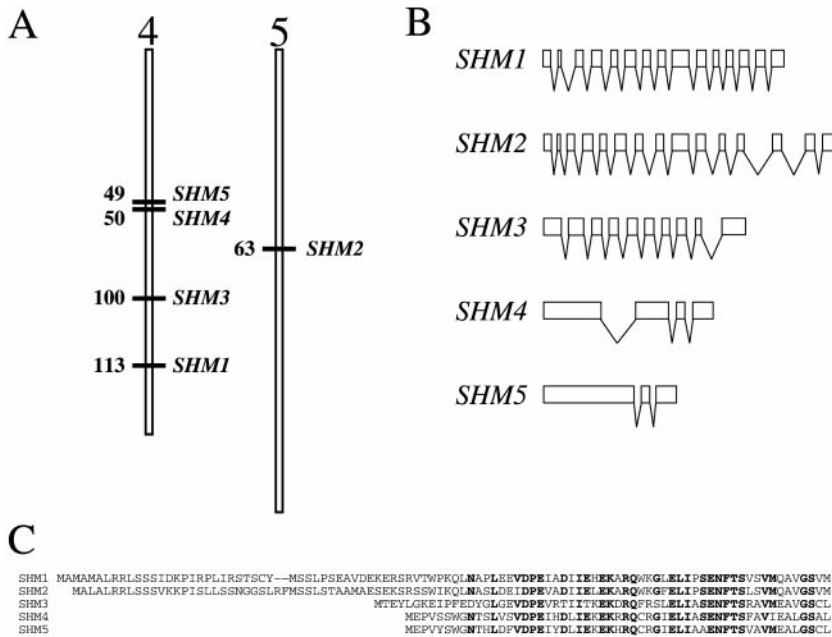 A
4
5
49 SHM5
50 SHM4
63 SHM2
100 SHM3
113 SHM1
B
SHM1
SHM2
SHM3
SHM4
SHM5
C
SHM1 MAMAMALRRLSSSIDKPIRPLIRSTSCY--MSSLPSEAVDEKERSRVTWPKQLNAPLEEVDPEIADIIEHEKARQWKGLELIPSENFTSVSVMQAVGSVM
SHM2 MALALRRLSSSVKKPISLLSSNGGSLRFMSSLSTAAMAESEKSRSSWIKQLNASLDEIDPEVADIIELEKARQWKGFELIPSENFTSLSVMQAVGSVM
SHM3 MTEYLGKEIPFEDYGLGEVDPEVRTIITKEKDRQFRSLELIASENFTSRAVMEAVGSCL
SHM4 MEPVSSWGNTSLVSVDPEIHDLIEKEKRRQCRGIELIASENFTSFAVIEALGSAL
SHM5 MEPVYSWGNTHLDFVDPEIYDLIEKEKHRQCRGIELIASENFTSIAVMEALGSCL